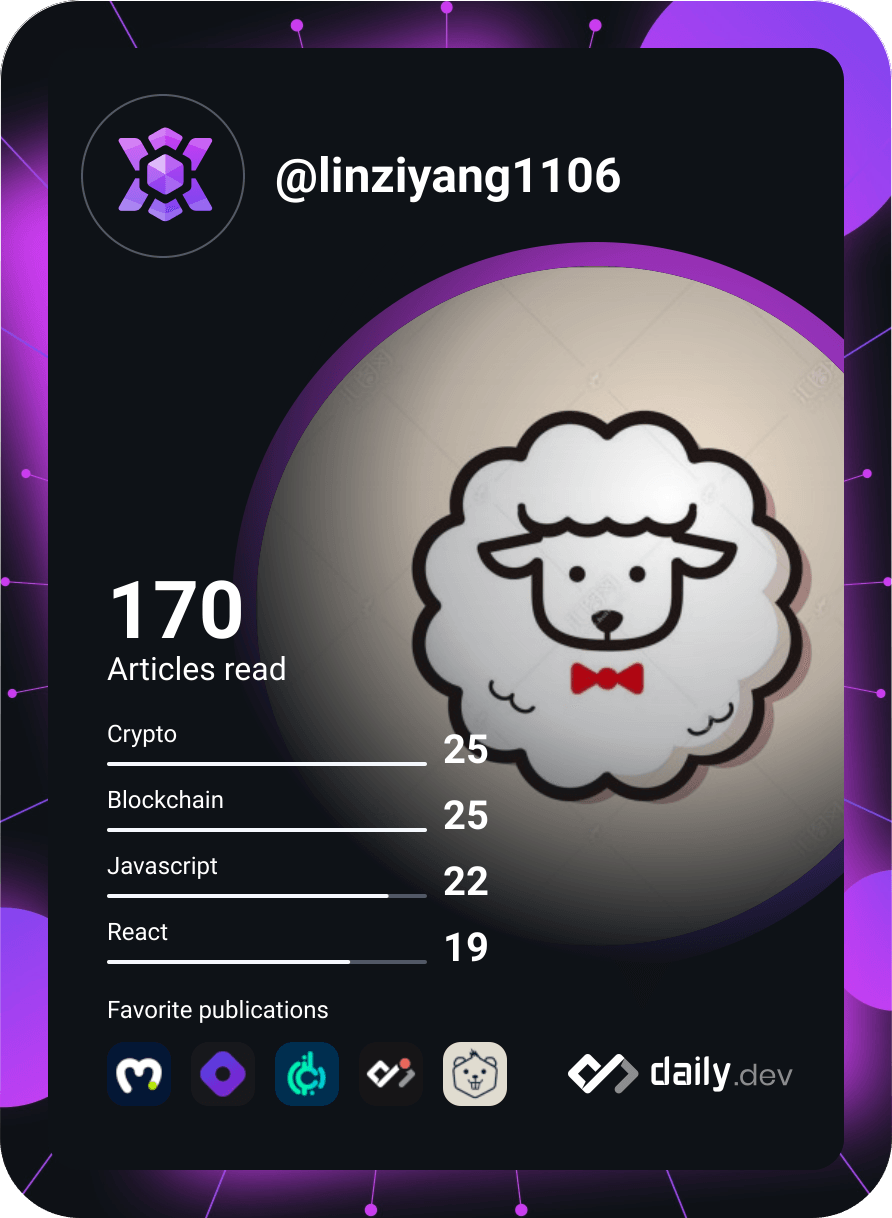 @linziyang1106
170
Articles read
Crypto
25
Blockchain
25
Javascript
22
React
19
Favorite publications
daily.dev